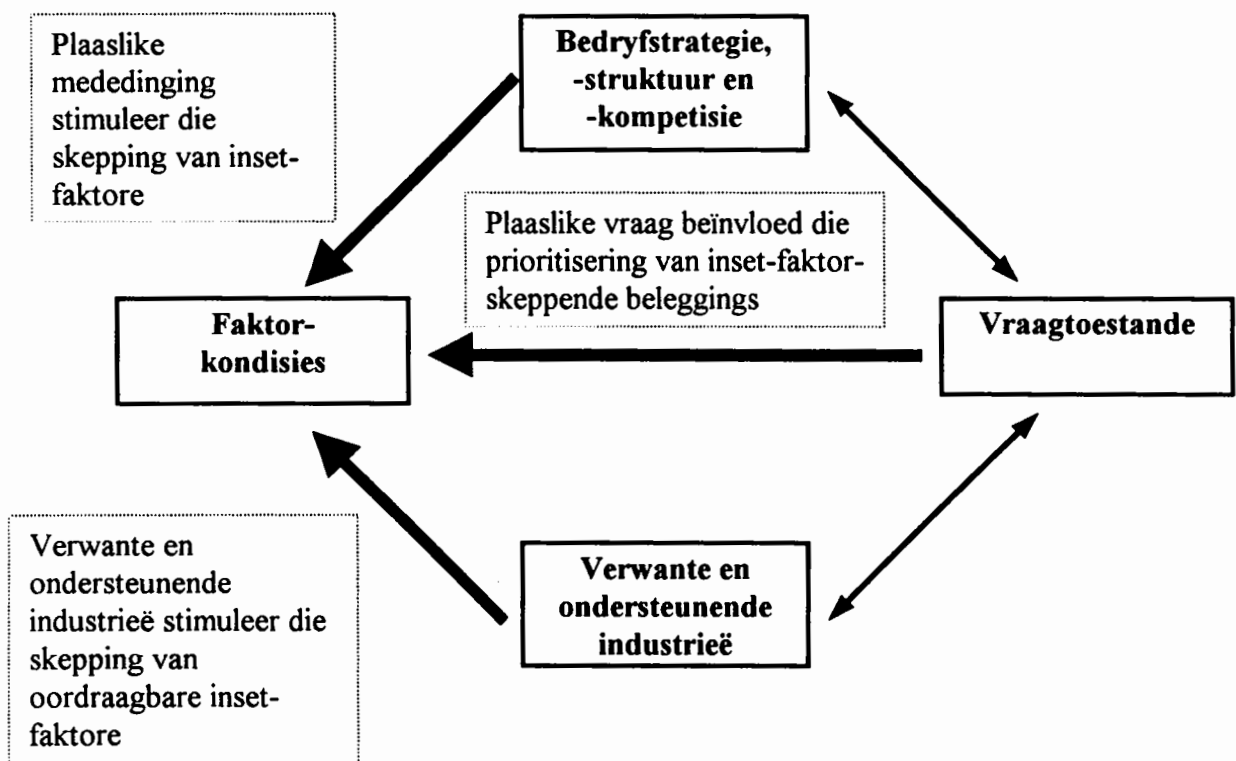 Plaaslike
mededinging
stimuleer die
skepping van inset-
faktore
Bedryfstrategie,
-struktuur en
-kompetisie
Plaaslike vraag beïnvloed die
prioritisering van inset-faktor-
skeppende beleggings
Faktor-
kondisies
Vraagtoestande
Verwante en
ondersteunende
industrieë stimuleer die
skepping van
oordraagbare inset-
faktore
Verwante en
ondersteunende
industrieë